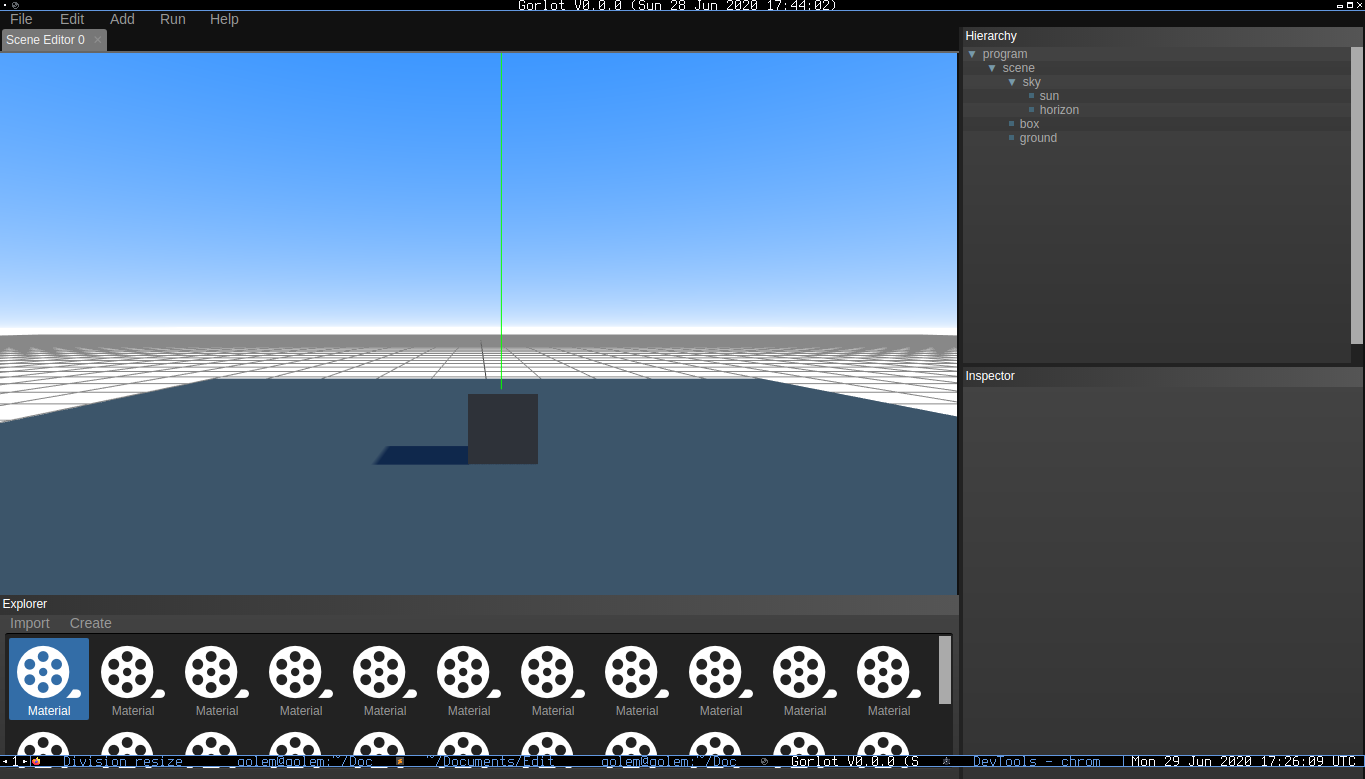 Gorlot V0.0.0 (Sun 28 Jun 2020 17:44:02)
File Edit Add Run Help
Scene Editor 0
Hierarchy
program
scene
sky
sun
horizon
box
ground
Inspector
Explorer
Import Create
Material Material Material Material Material Material Material Material Material Material Material
1 Division resize golem@golem:~/Doc ~/Documents/Edit golem@golem:~/Doc Gorlot V0.0.0 (S DevTools - chrom Mon 29 Jun 2020 17:26:09 UTC